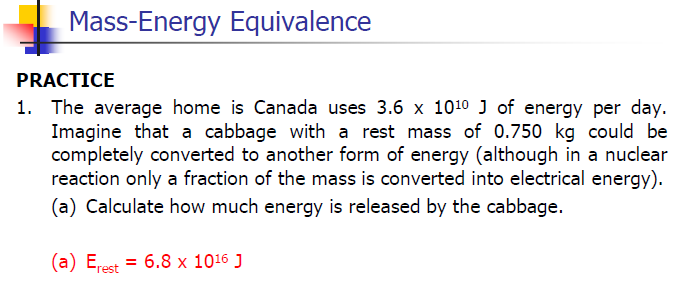 Mass-Energy Equivalence
PRACTICE
1. The average home is Canada uses 3.6 x 10¹⁰ J of energy per day.
Imagine that a cabbage with a rest mass of 0.750 kg could be
completely converted to another form of energy (although in a nuclear
reaction only a fraction of the mass is converted into electrical energy).
(a) Calculate how much energy is released by the cabbage.
(a) Erest = 6.8 x 10¹⁶ J